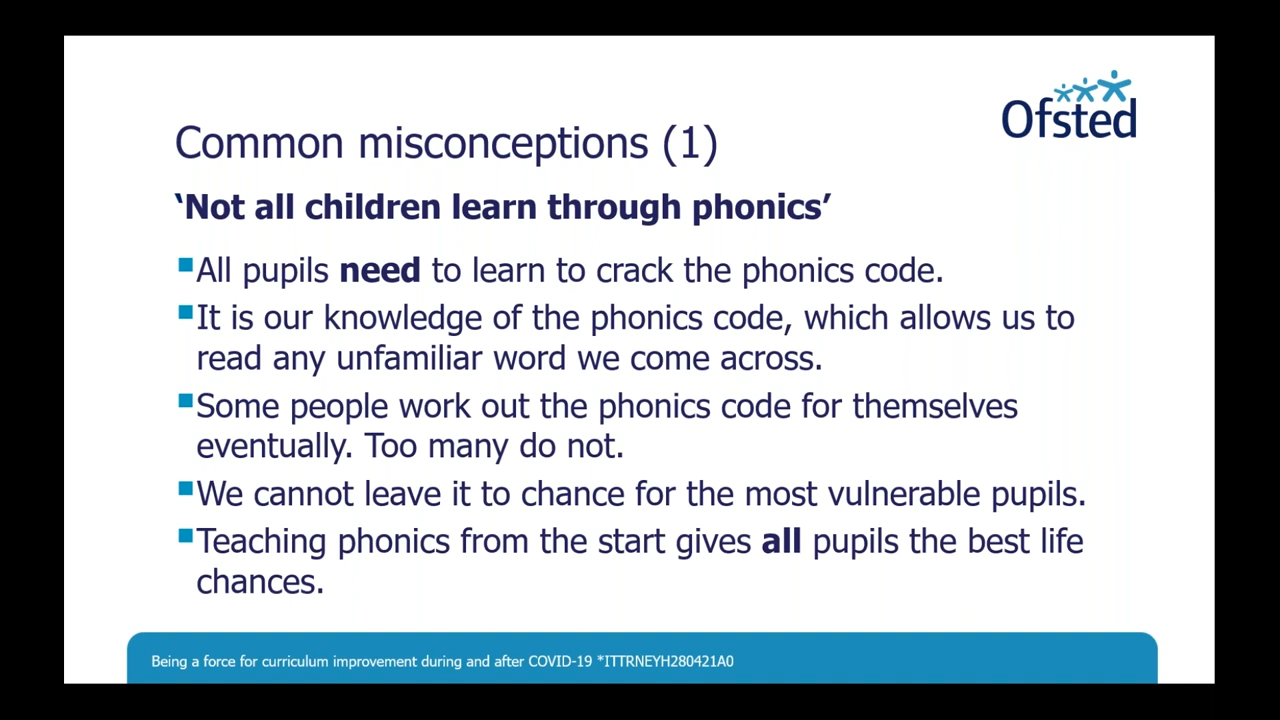 Ofsted
Common misconceptions (1)
‘Not all children learn through phonics’
All pupils need to learn to crack the phonics code.
It is our knowledge of the phonics code, which allows us to
read any unfamiliar word we come across.
Some people work out the phonics code for themselves
eventually. Too many do not.
We cannot leave it to chance for the most vulnerable pupils.
Teaching phonics from the start gives all pupils the best life
chances.
Being a force for curriculum improvement during and after COVID-19 *ITTRNEYH280421A0